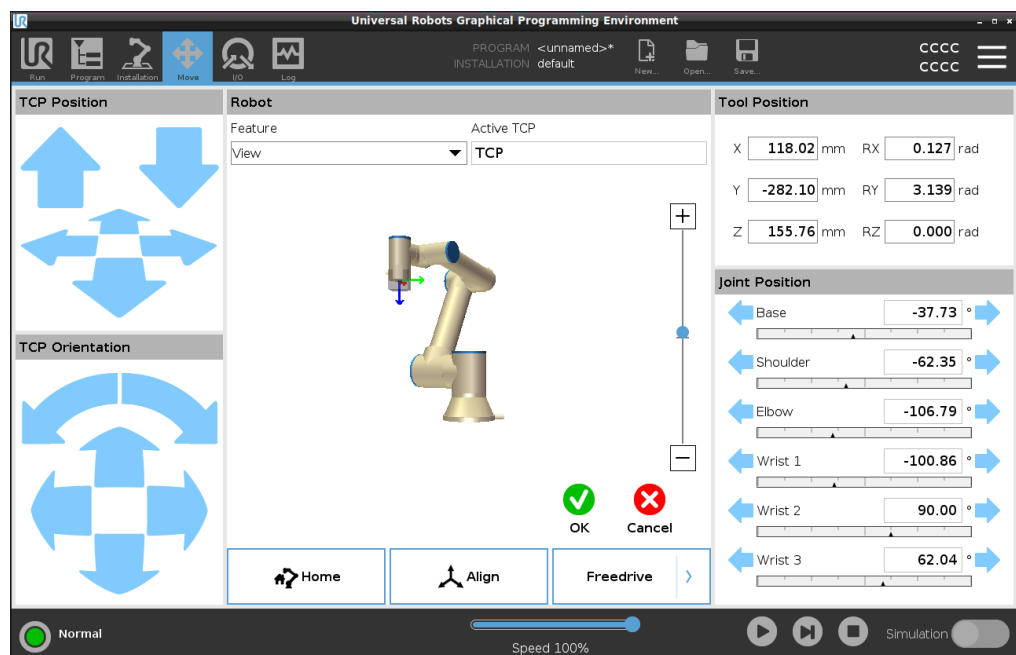 UR
Universal Robots Graphical Programming Environment
UR
Run
Program
Installation
Move
I/O
Log
PROGRAM <unnamed>*
INSTALLATION default
New...
Open...
Save...
CCCC
CCCC
TCP Position
TCP Orientation
Robot
Feature
Active TCP
View
TCP
OK
Cancel
Home
Align
Freedrive
Tool Position
X 118.02 mm RX 0.127 rad
Y -282.10 mm RY 3.139 rad
Z 155.76 mm RZ 0.000 rad
Joint Position
Base -37.73 °
Shoulder -62.35 °
Elbow -106.79 °
Wrist 1 -100.86 °
Wrist 2 90.00 °
Wrist 3 62.04 °
Normal
Speed 100%
Simulation